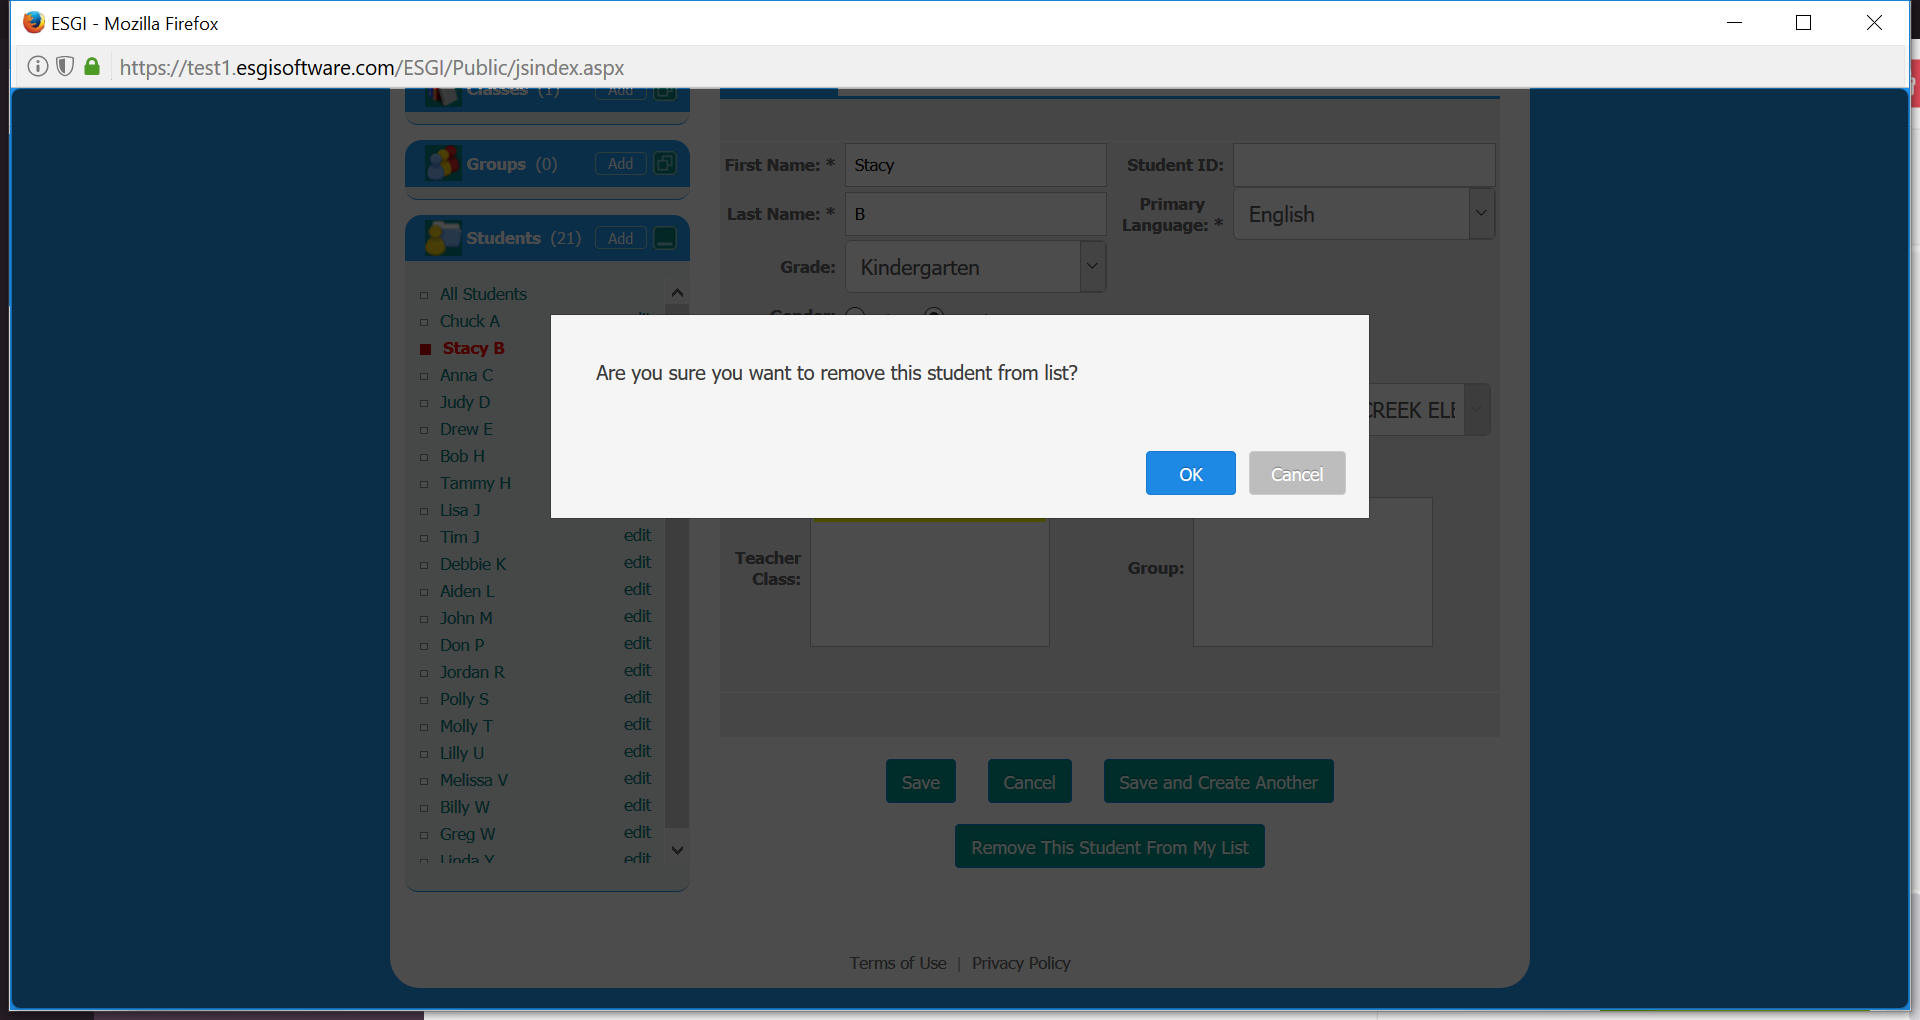 ESGI - Mozilla Firefox
https://test1.esgisoftware.com/ESGI/Public/jsindex.aspx
Classes (1) Add
Groups (0) Add
Students (21) Add
All Students
Chuck A
Stacy B
Anna C
Judy D
Drew E
Bob H
Tammy H
Lisa J
Tim J edit
Debbie K edit
Aiden L edit
John M edit
Don P edit
Jordan R edit
Polly S edit
Molly T edit
Lilly U edit
Melissa V edit
Billy W edit
Greg W edit
Linda Y edit
First Name: * Stacy
Student ID:
Last Name: * B
Primary
Language: * English
Grade: Kindergarten
Gender:
Are you sure you want to remove this student from list?
OK Cancel
CREEK ELE
Teacher
Class:
Group:
Save Cancel Save and Create Another
Remove This Student From My List
Terms of Use | Privacy Policy